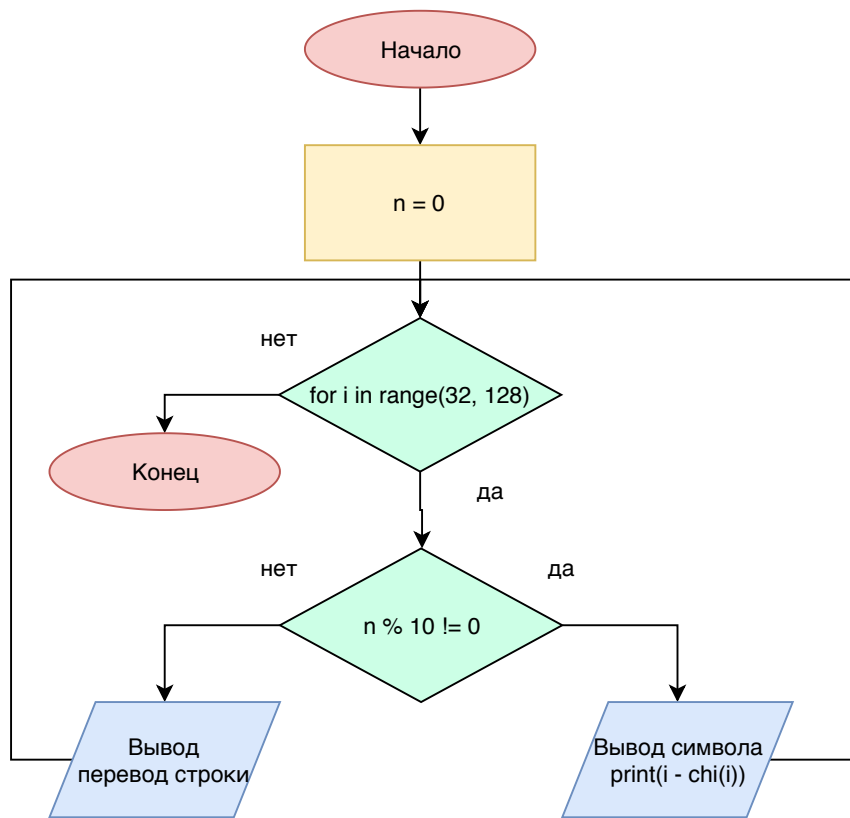 Начало
n = 0
нет
for i in range(32, 128)
Конец
да
нет
да
n % 10 != 0
Вывод
перевод строки
Вывод символа
print(i - chi(i))